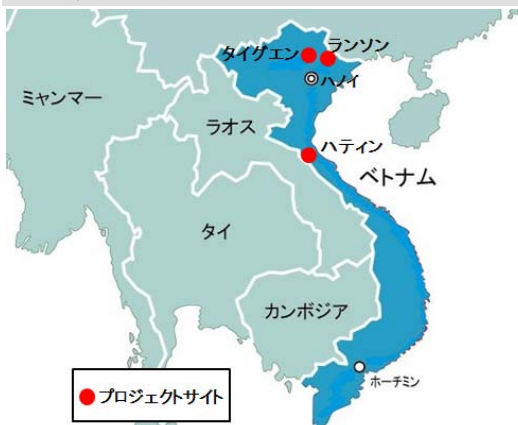 タイグエン
ランソン
ハノイ
ミャンマー
ラオス
ハティン
ベトナム
タイ
カンボジア
ホーチミン
プロジェクトサイト